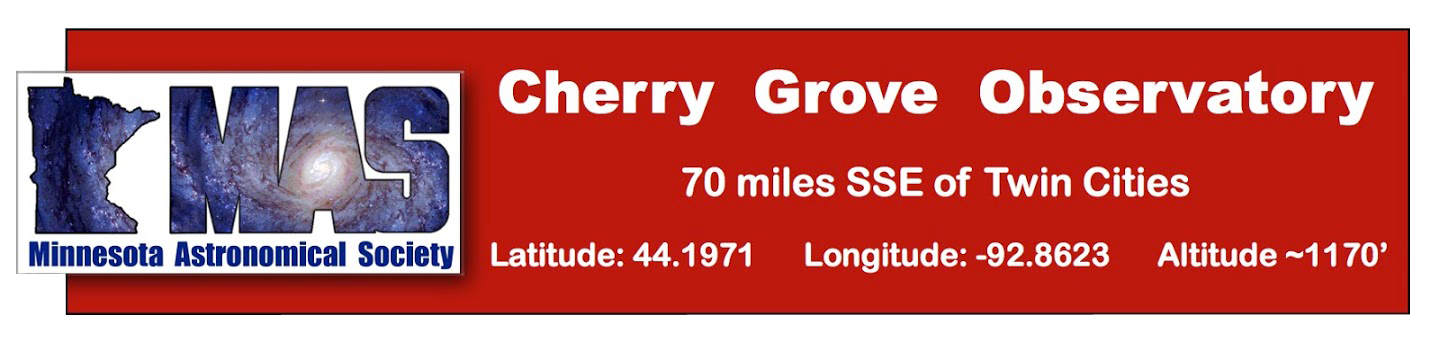 MAS
Minnesota Astronomical Society
Cherry Grove Observatory
70 miles SSE of Twin Cities
Latitude: 44.1971 Longitude: -92.8623 Altitude ~1170’